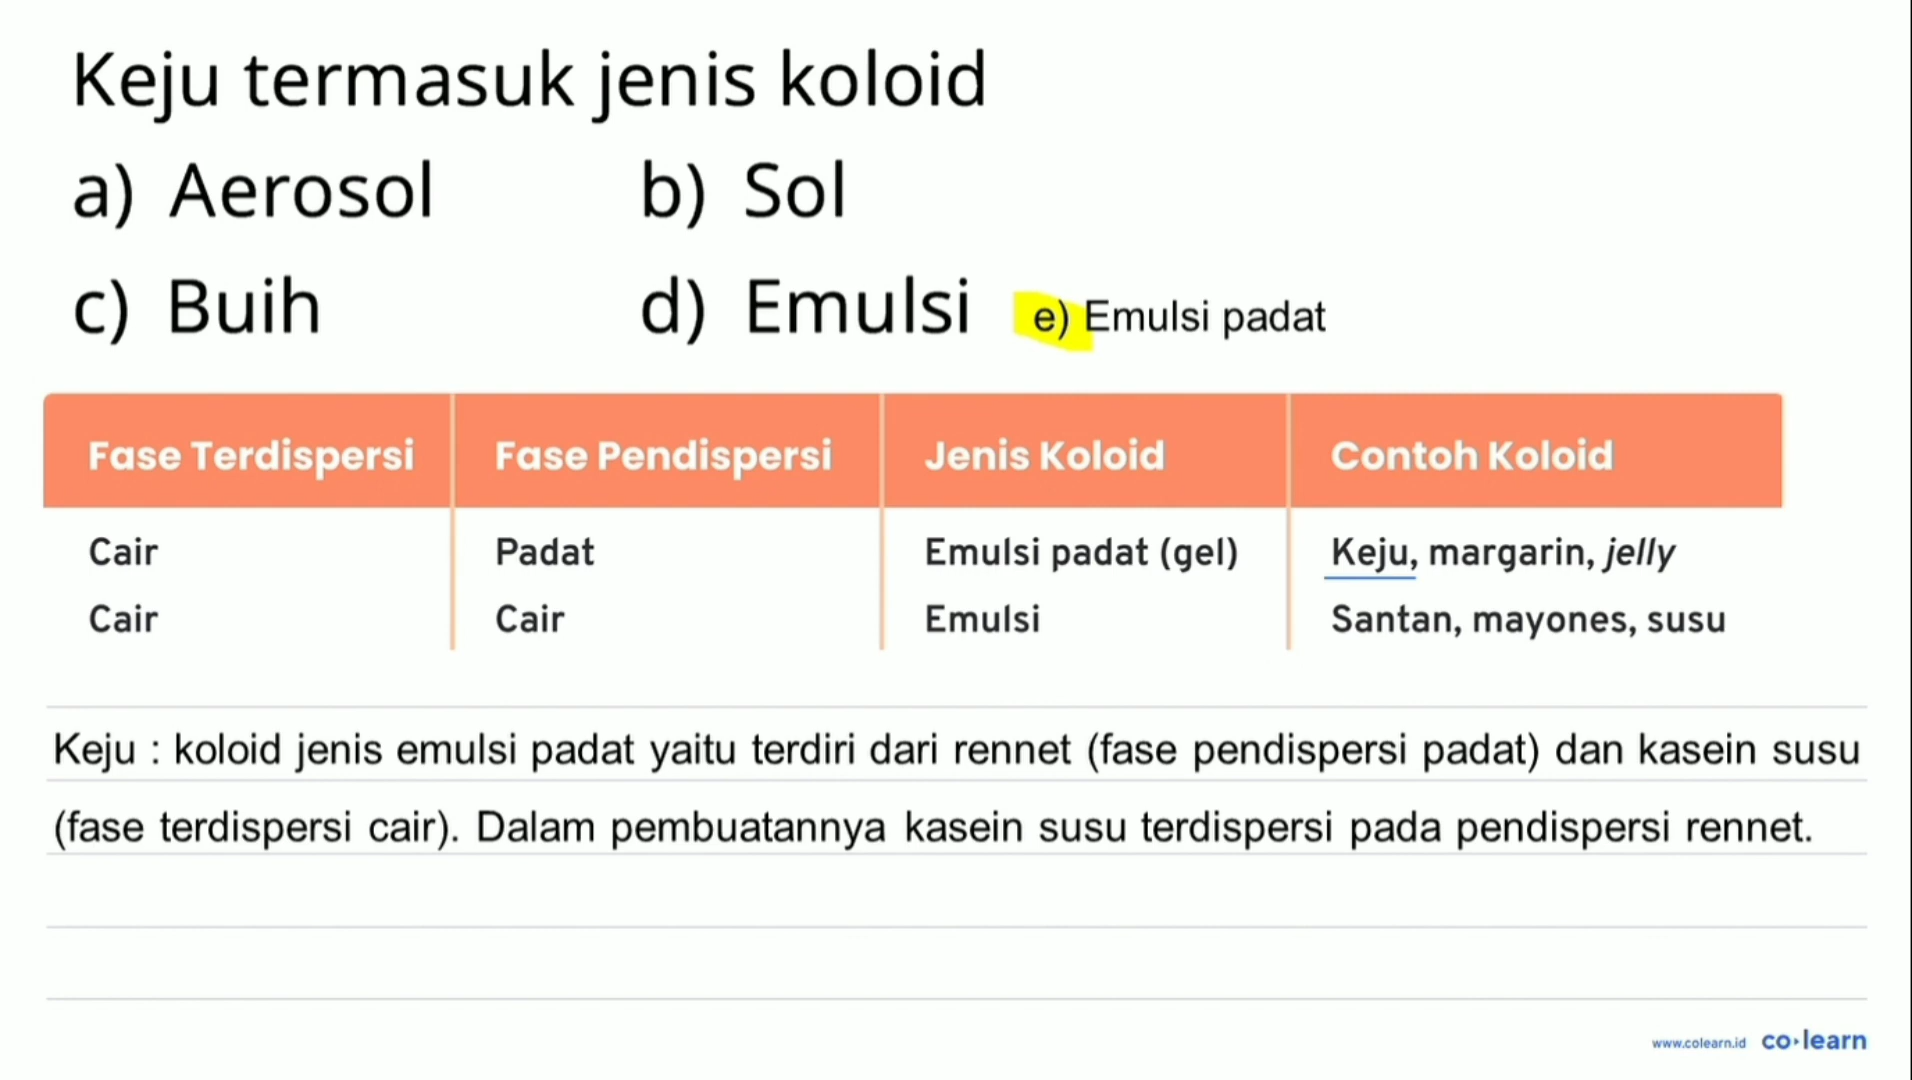 Keju termasuk jenis koloid
a) Aerosol b) Sol
c) Buih d) Emulsi e) Emulsi padat
Fase Terdispersi Fase Pendispersi Jenis Koloid Contoh Koloid
Cair Padat Emulsi padat (gel) Keju, margarin, jelly
Cair Cair Emulsi Santan, mayones, susu
Keju : koloid jenis emulsi padat yaitu terdiri dari rennet (fase pendispersi padat) dan kasein susu
(fase terdispersi cair). Dalam pembuatannya kasein susu terdispersi pada pendispersi rennet.
www.colearn.id co·learn